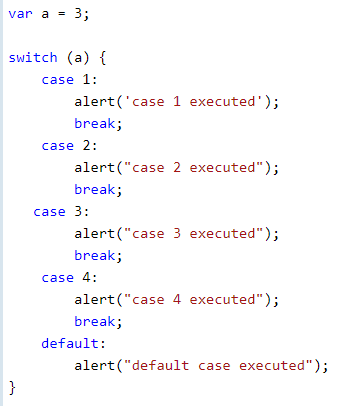 var a = 3;

switch (a) {
    case 1:
        alert('case 1 executed');
        break;
    case 2:
        alert("case 2 executed");
        break;
   case 3:
        alert("case 3 executed");
        break;
    case 4:
        alert("case 4 executed");
        break;
    default:
        alert("default case executed");
}